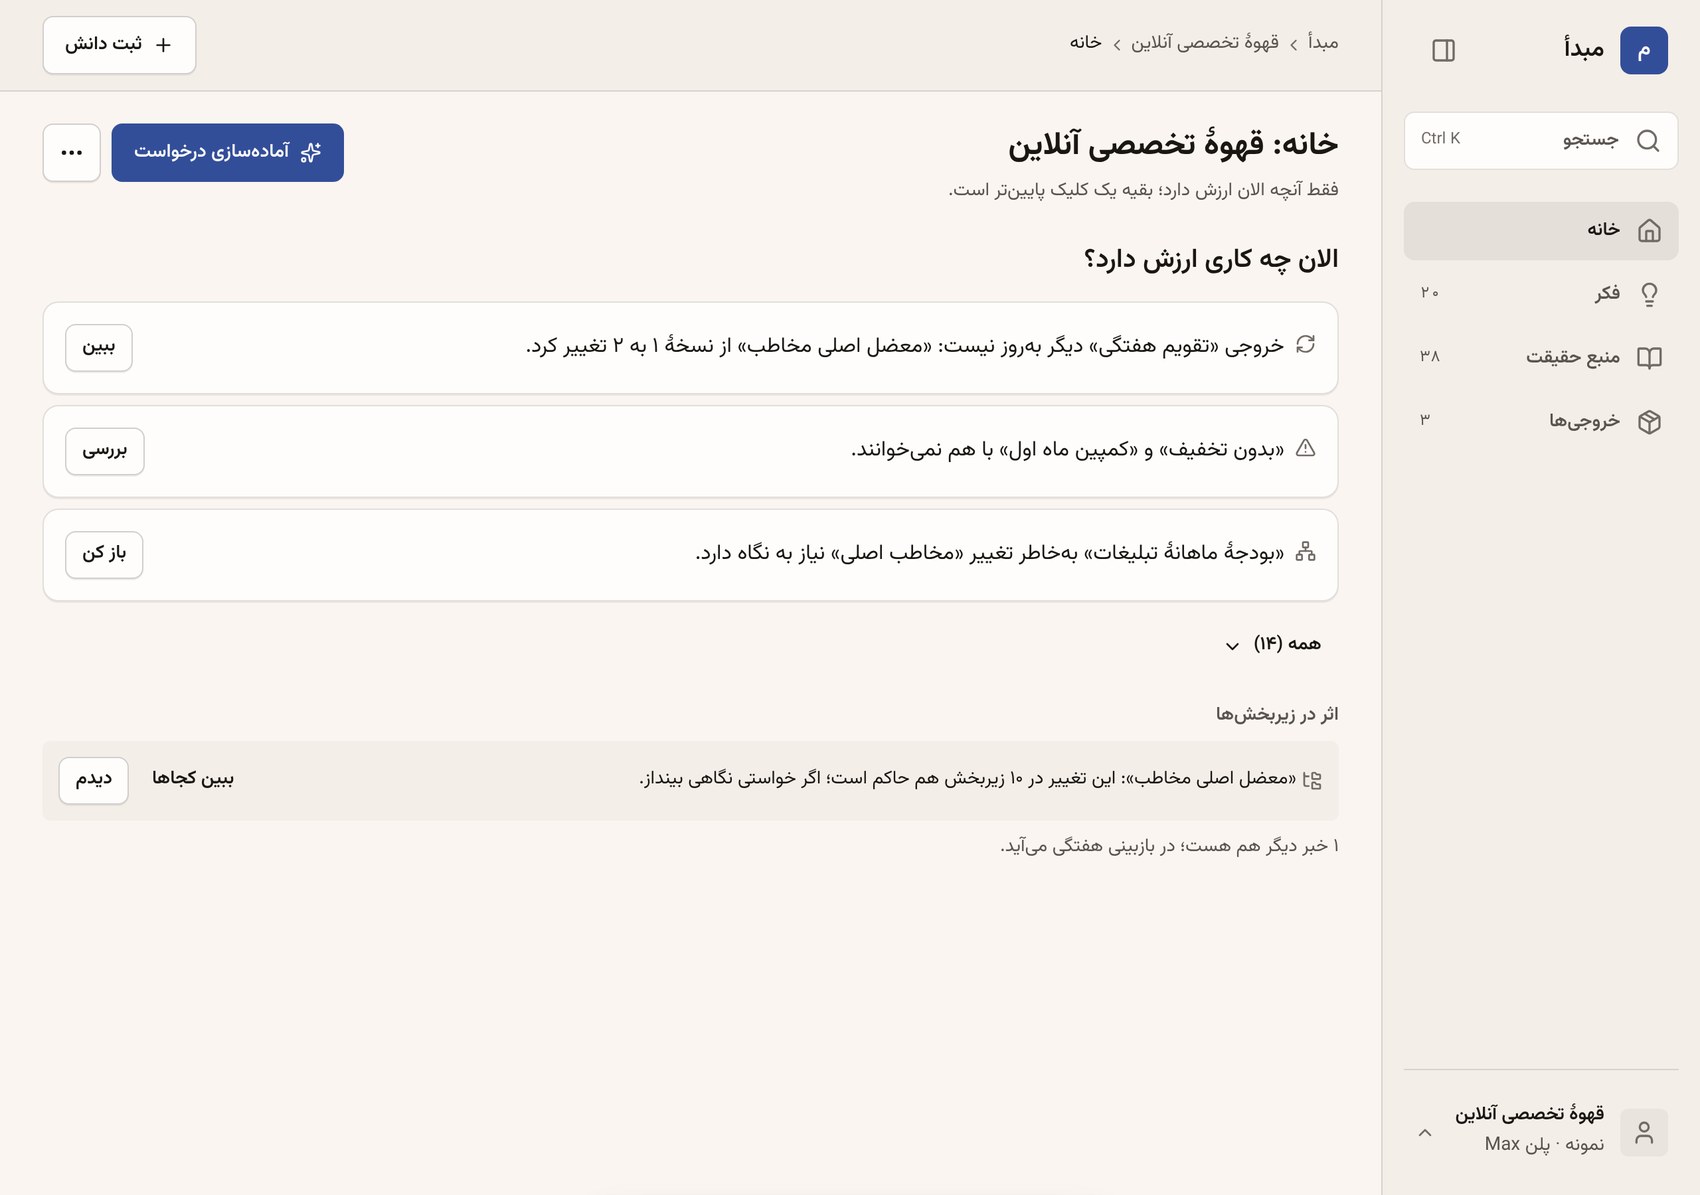 م
مبدأ
جستجو
Ctrl K
خانه
فکر
۲۰
منبع حقیقت
۳۸
خروجی‌ها
۳
قهوهٔ تخصصی آنلاین
نمونه · پلن Max
مبدأ › قهوهٔ تخصصی آنلاین › خانه
+ ثبت دانش
خانه: قهوهٔ تخصصی آنلاین
فقط آنچه الان ارزش دارد؛ بقیه یک کلیک پایین‌تر است.
آماده‌سازی درخواست
الان چه کاری ارزش دارد؟
خروجی «تقویم هفتگی» دیگر به‌روز نیست: «معضل اصلی مخاطب» از نسخهٔ ۱ به ۲ تغییر کرد.
ببین
«بدون تخفیف» و «کمپین ماه اول» با هم نمی‌خوانند.
بررسی
«بودجهٔ ماهانهٔ تبلیغات» به‌خاطر تغییر «مخاطب اصلی» نیاز به نگاه دارد.
باز کن
همه (۱۴)
اثر در زیربخش‌ها
«معضل اصلی مخاطب»: این تغییر در ۱۰ زیربخش هم حاکم است؛ اگر خواستی نگاهی بینداز.
ببین کجاها
دیدم
۱ خبر دیگر هم هست؛ در بازبینی هفتگی می‌آید.